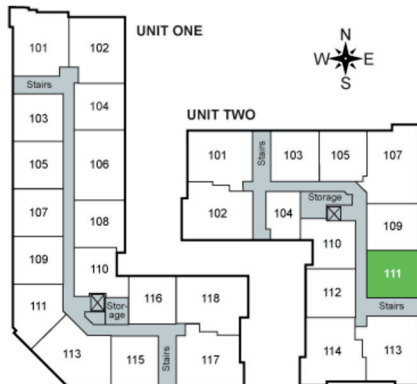 UNIT ONE
101
102
Stairs
103
104
105
106
107
108
109
110
111
Stor-
age
116
118
113
115
Stairs
117
N
W
E
S
UNIT TWO
101
Stairs
103
105
107
Storage
102
104
109
110
111
112
Stairs
114
113